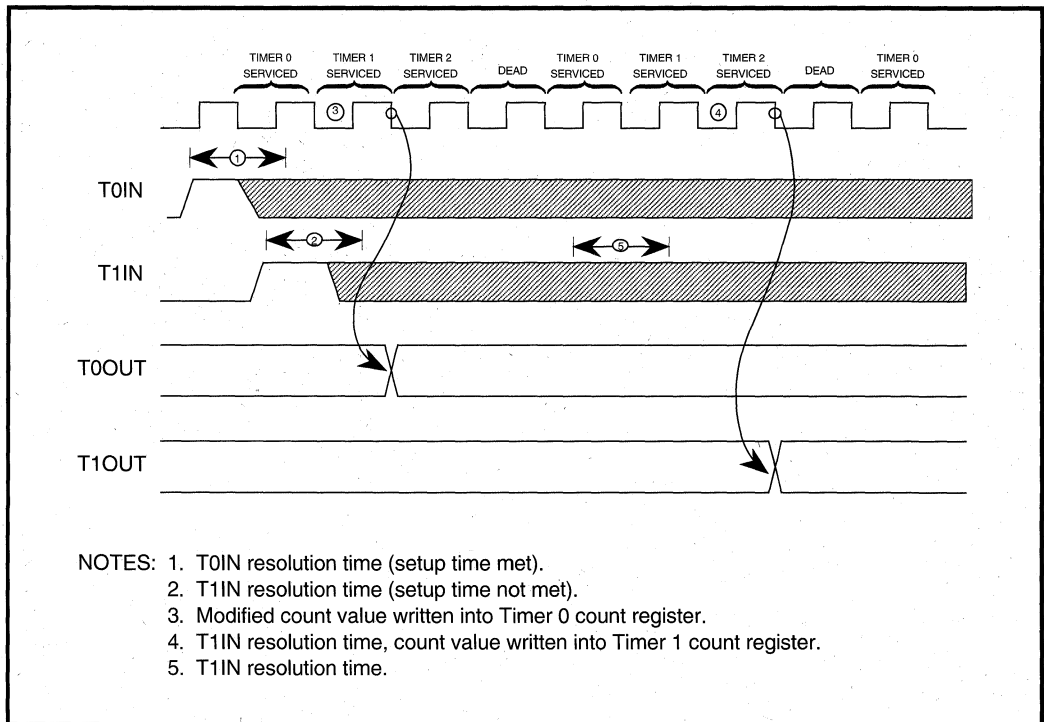 TIMER 0 TIMER 1 TIMER 2 TIMER 0 TIMER 1 TIMER 2 TIMER 0
SERVICED SERVICED SERVICED DEAD SERVICED SERVICED SERVICED DEAD SERVICED
3 4
1
T0IN
2 5
T1IN
T0OUT
T1OUT
NOTES: 1. T0IN resolution time (setup time met).
2. T1IN resolution time (setup time not met).
3. Modified count value written into Timer 0 count register.
4. T1IN resolution time, count value written into Timer 1 count register.
5. T1IN resolution time.